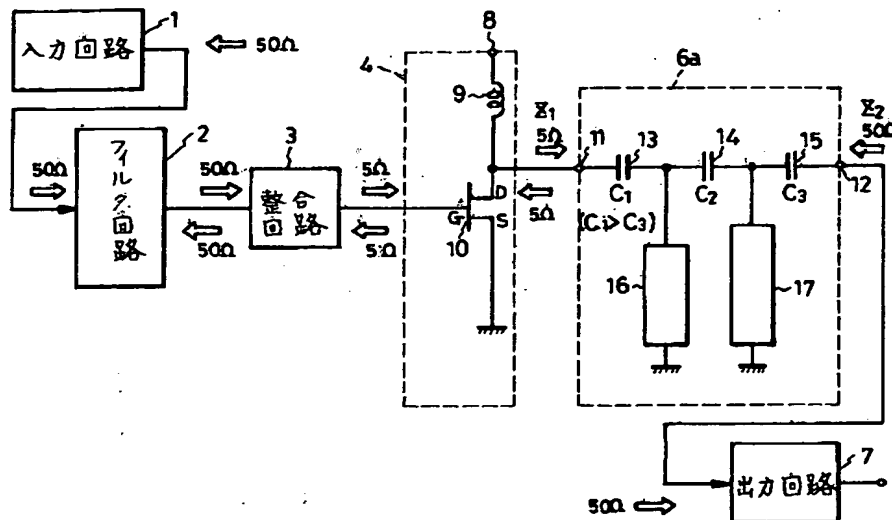 1
入力回路
50Ω
フィルタ回路
2
50Ω
50Ω
50Ω
3
整合回路
5Ω
5Ω
4
8
9
G
D
S
10
Z1
5Ω
5Ω
6a
11
13
14
15
C1
C2
C3
(C1>C3)
16
17
Z2
50Ω
12
7
出力回路
50Ω